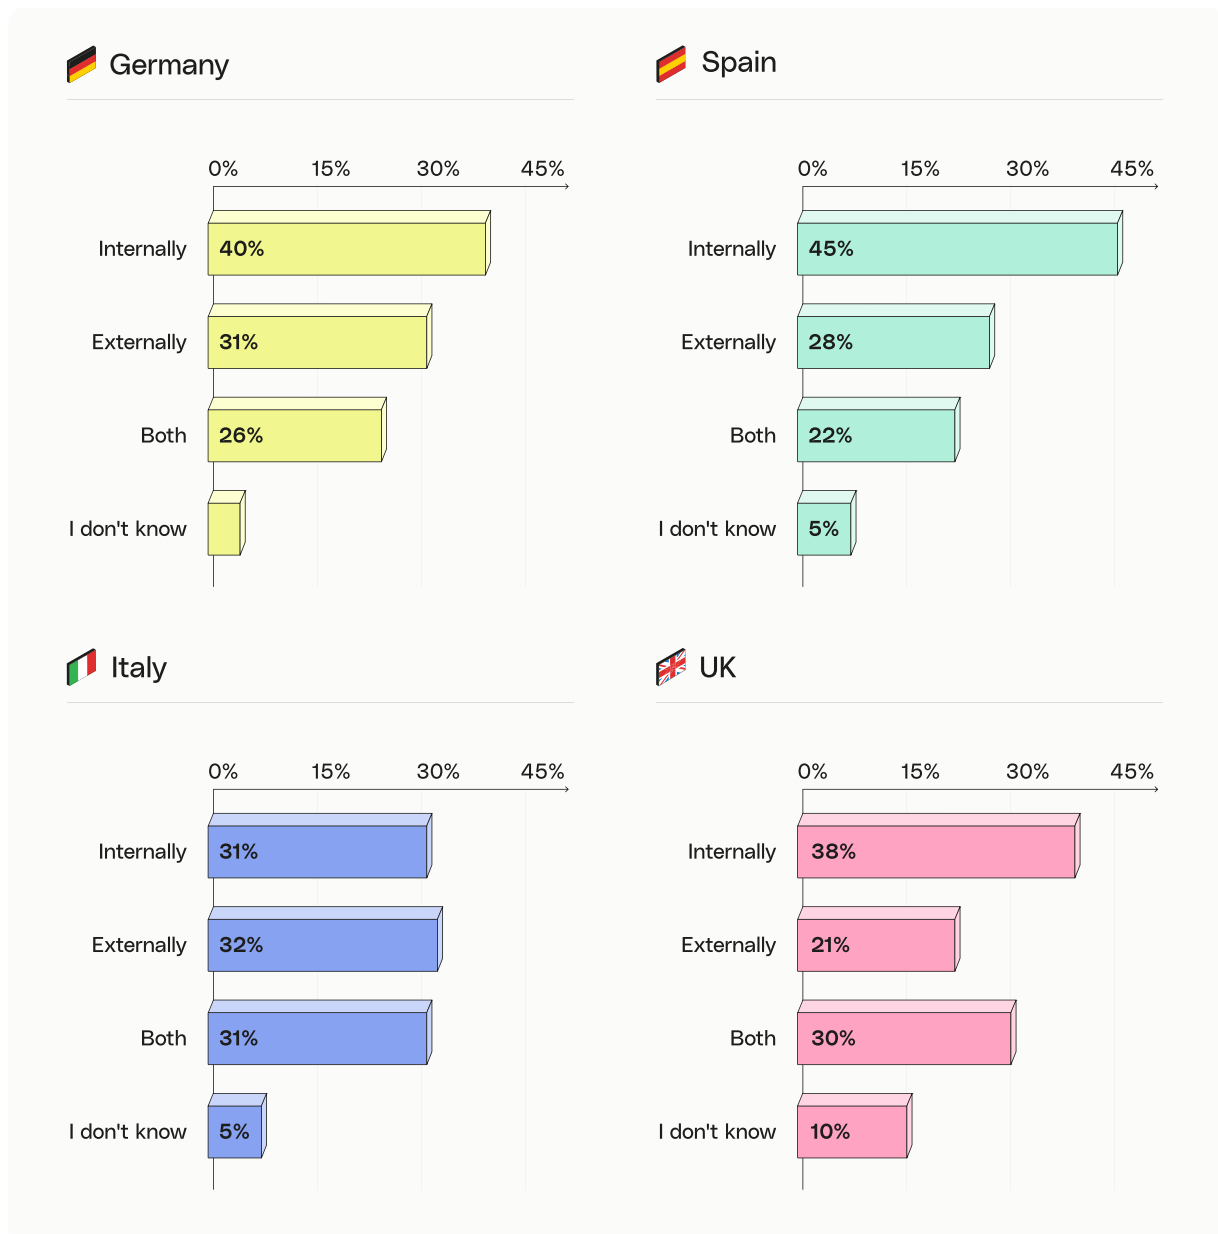 Germany
0% 15% 30% 45%
Internally 40%
Externally 31%
Both 26%
I don't know
Spain
0% 15% 30% 45%
Internally 45%
Externally 28%
Both 22%
I don't know 5%
Italy
0% 15% 30% 45%
Internally 31%
Externally 32%
Both 31%
I don't know 5%
UK
0% 15% 30% 45%
Internally 38%
Externally 21%
Both 30%
I don't know 10%